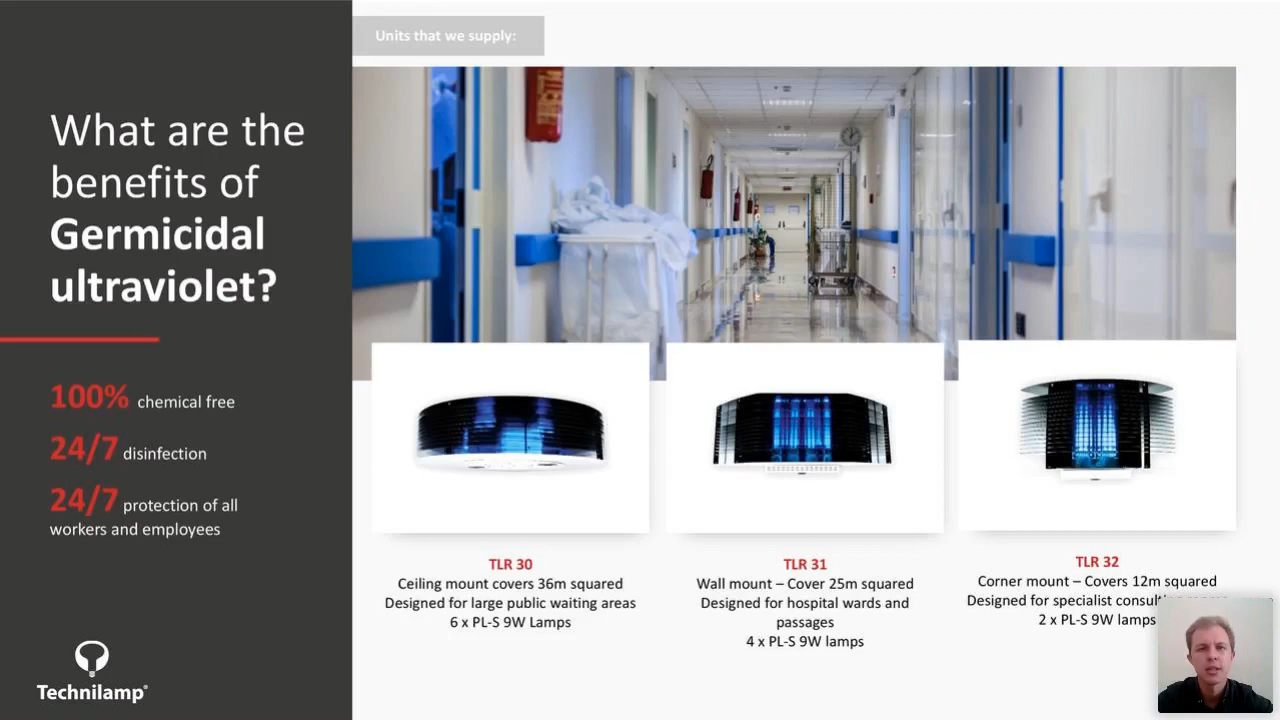 Units that we supply:
What are the
benefits of
Germicidal
ultraviolet?
100% chemical free
24/7 disinfection
24/7 protection of all
workers and employees
Technilamp®
TLR 30
Ceiling mount covers 36m squared
Designed for large public waiting areas
6 x PL-S 9W Lamps
TLR 31
Wall mount – Cover 25m squared
Designed for hospital wards and
passages
4 x PL-S 9W lamps
TLR 32
Corner mount – Covers 12m squared
Designed for specialist
2 x PL-S 9W lamps